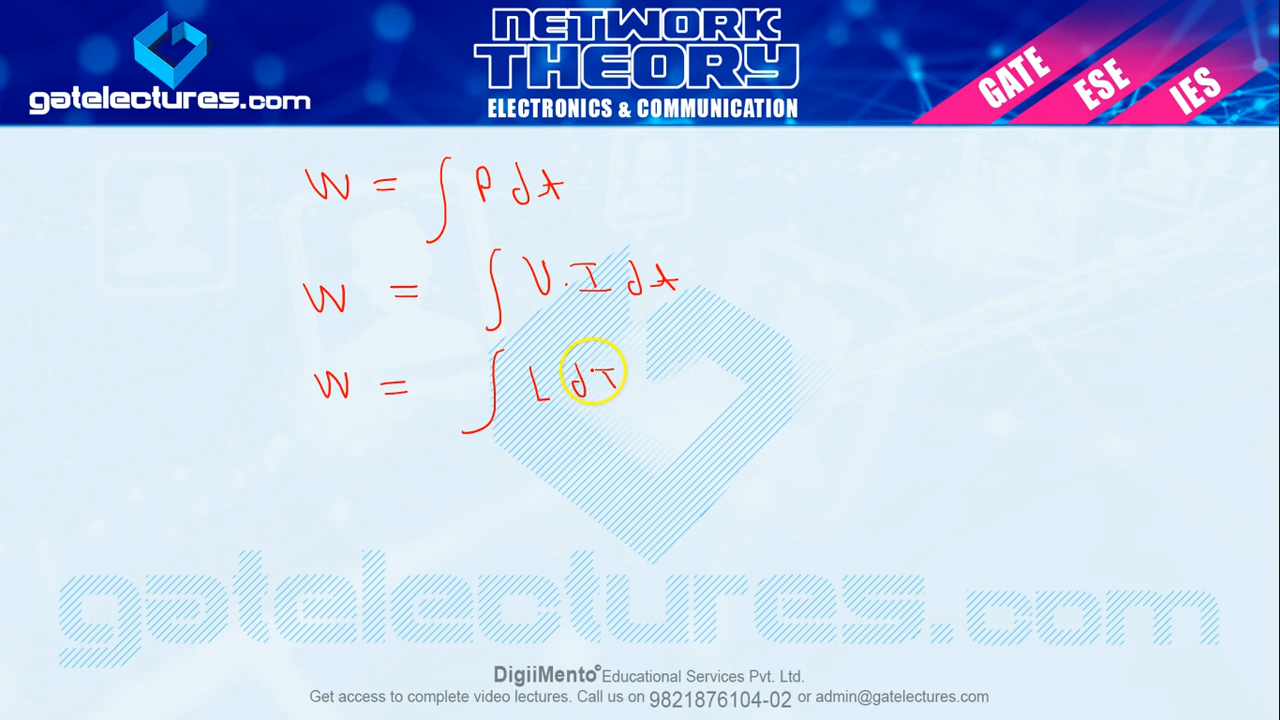 gatelectures.com
NETWORK
THEORY
ELECTRONICS & COMMUNICATION
GATE
ESE
IES
W = ∫ P dt
W = ∫ V. I dt
W = ∫ L dI
gatelectures.com
DigiiMento© Educational Services Pvt. Ltd.
Get access to complete video lectures. Call us on 9821876104-02 or admin@gatelectures.com